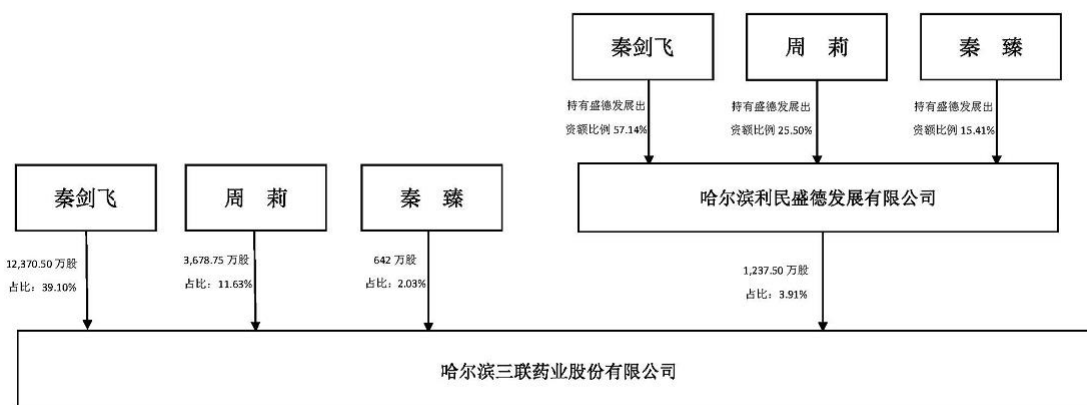 秦剑飞
周 莉
秦 臻
持有盛德发展出
资额比例 57.14%
持有盛德发展出
资额比例 25.50%
持有盛德发展出
资额比例 15.41%
秦剑飞
周 莉
秦 臻
哈尔滨利民盛德发展有限公司
12,370.50 万股
占比：39.10%
3,678.75 万股
占比：11.63%
642 万股
占比：2.03%
1,237.50 万股
占比：3.91%
哈尔滨三联药业股份有限公司